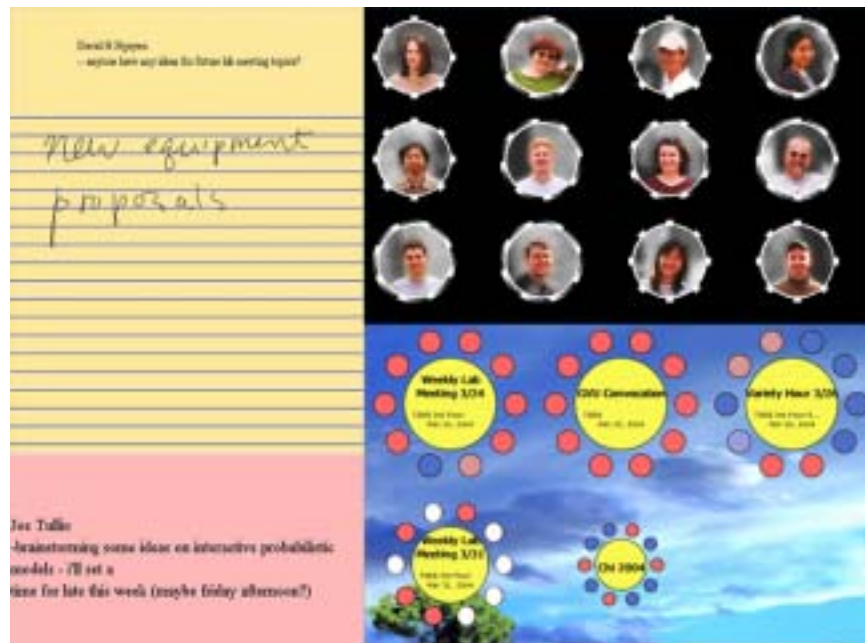 David H Nguyen
- anyone have any ideas for future lab meeting topics?
new equipment
proposals
Joe Tullio
-brainstorming some ideas on interactive probabilistic
models - i'll set a
time for late this week (maybe friday afternoon?)
Weekly Lab
Meeting 3/24
GVU Convocation
Variety Hour 3/26
Weekly Lab
Meeting 3/31
Chi 2004